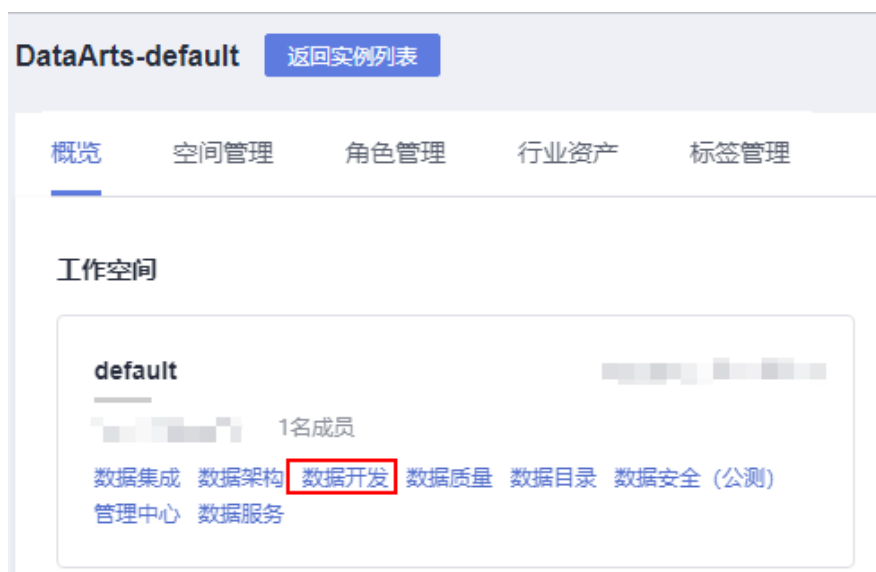 DataArts-default 返回实例列表
概览 空间管理 角色管理 行业资产 标签管理
工作空间
default
1名成员
数据集成 数据架构 数据开发 数据质量 数据目录 数据安全 (公测)
管理中心 数据服务